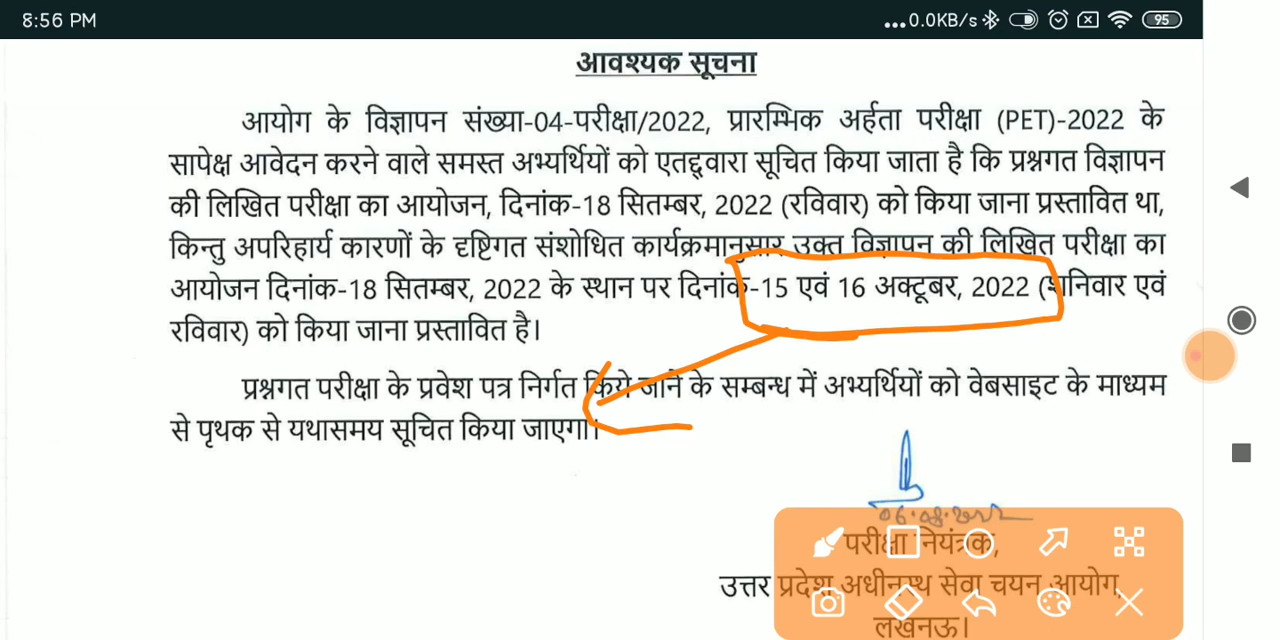 8:56 PM
...0.0KB/s 95
आवश्यक सूचना
आयोग के विज्ञापन संख्या-04-परीक्षा/2022, प्रारम्भिक अर्हता परीक्षा (PET)-2022 के
सापेक्ष आवेदन करने वाले समस्त अभ्यर्थियों को एतद्द्वारा सूचित किया जाता है कि प्रश्नगत विज्ञापन
की लिखित परीक्षा का आयोजन, दिनांक-18 सितम्बर, 2022 (रविवार) को किया जाना प्रस्तावित था,
किन्तु अपरिहार्य कारणों के दृष्टिगत संशोधित कार्यक्रमानुसार उक्त विज्ञापन की लिखित परीक्षा का
आयोजन दिनांक-18 सितम्बर, 2022 के स्थान पर दिनांक-15 एवं 16 अक्टूबर, 2022 (शनिवार एवं
रविवार) को किया जाना प्रस्तावित है।
प्रश्नगत परीक्षा के प्रवेश पत्र निर्गत किये जाने के सम्बन्ध में अभ्यर्थियों को वेबसाइट के माध्यम
से पृथक से यथासमय सूचित किया जाएगा।
06.08.2022
परीक्षा नियंत्रक,
उत्तर प्रदेश अधीनस्थ सेवा चयन आयोग,
लखनऊ।